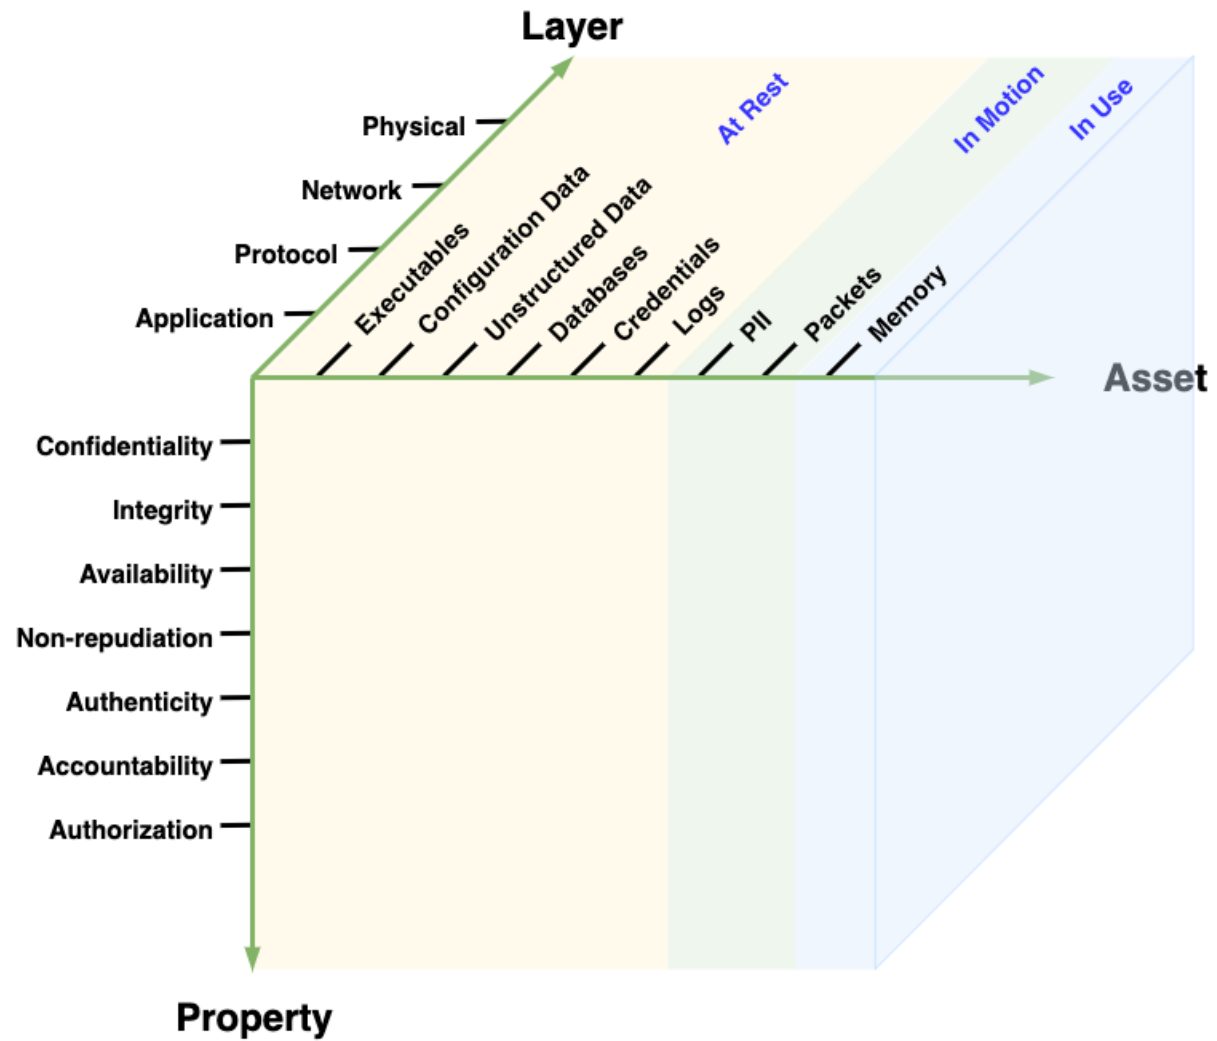 Layer
At Rest
In Motion
In Use
Physical
Network
Protocol
Application
Executables
Configuration Data
Unstructured Data
Databases
Credentials
Logs
PII
Packets
Memory
Asset
Confidentiality
Integrity
Availability
Non-repudiation
Authenticity
Accountability
Authorization
Property